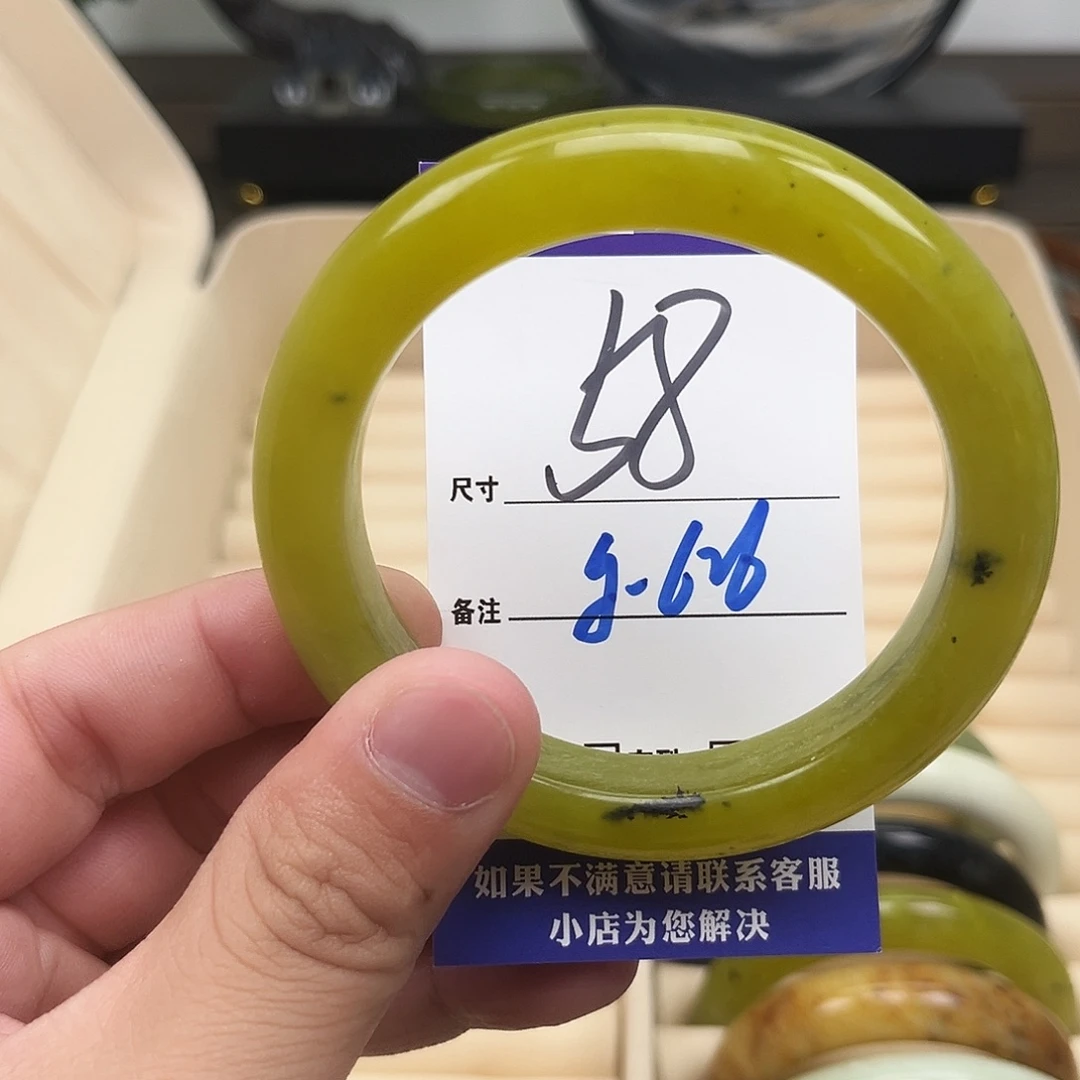 尺寸 58
备注 g-626
如果不满意请联系客服
小店为您解决